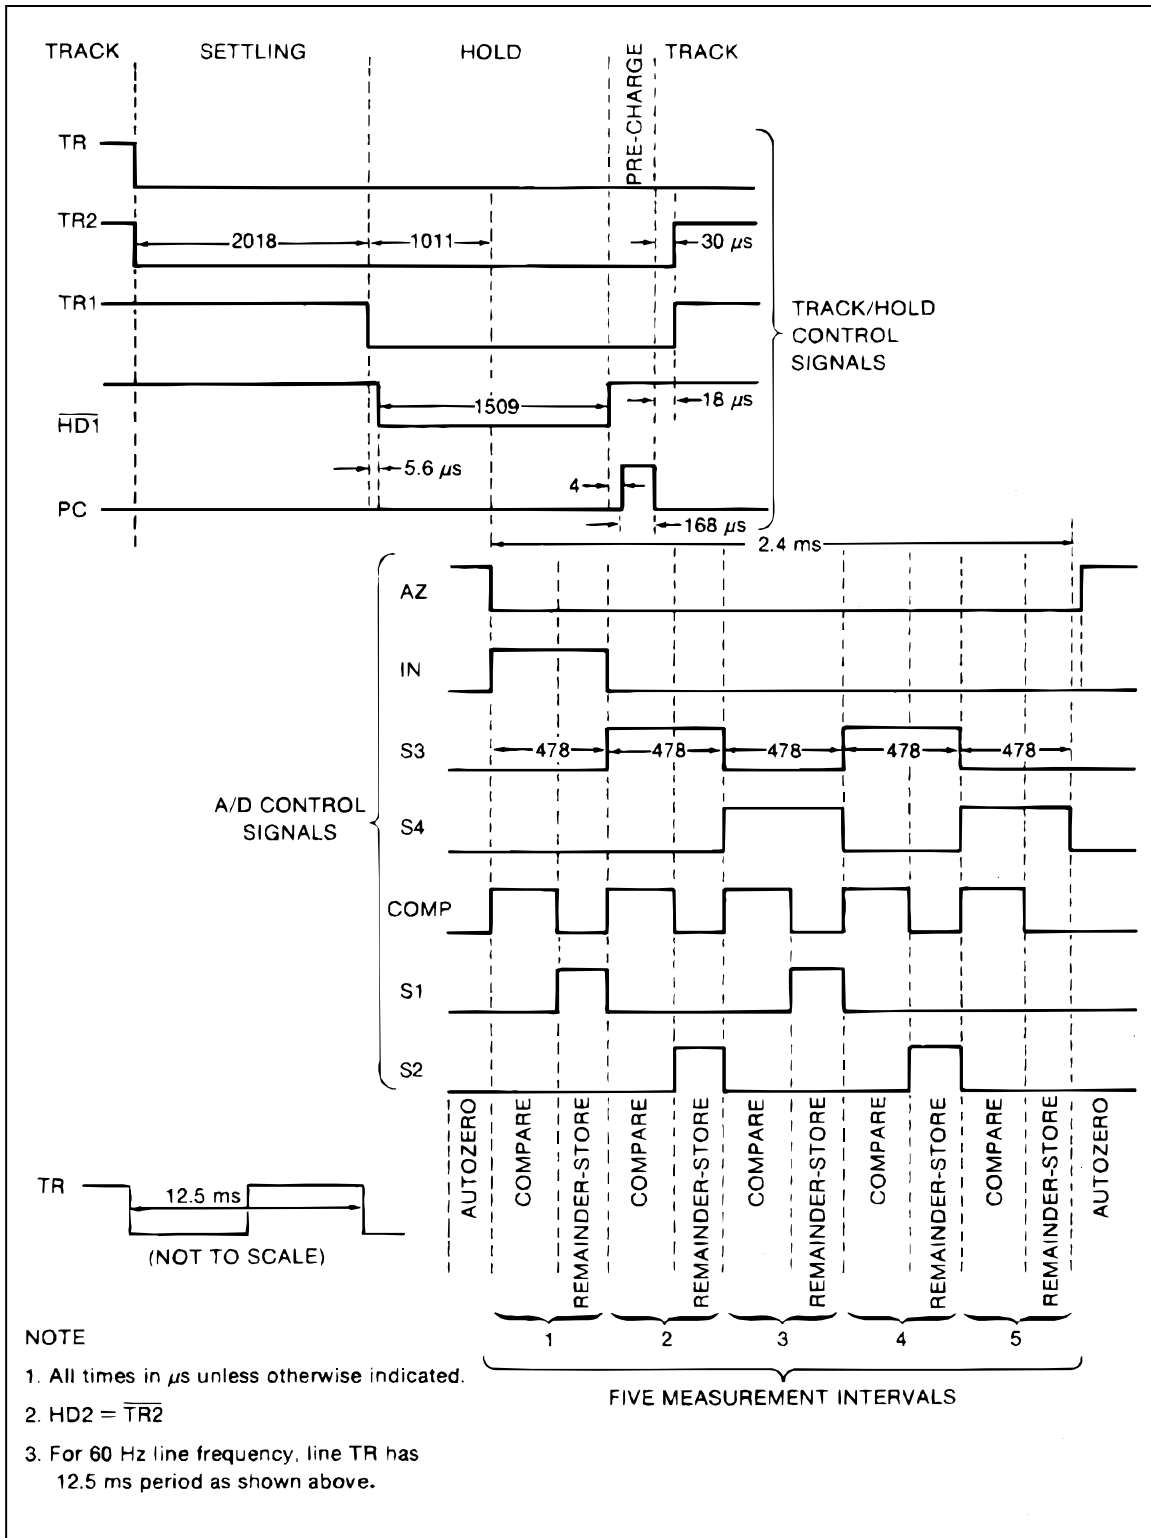 TRACK SETTLING HOLD PRE-CHARGE TRACK
TR
TR2 2018 1011 30 μs
TR1
TRACK/HOLD
CONTROL
SIGNALS
1509 18 μs
HD1
5.6 μs
4
PC 168 μs
2.4 ms
AZ
IN
S3 478 478 478 478 478
A/D CONTROL
SIGNALS
S4
COMP
S1
S2
AUTOZERO COMPARE REMAINDER-STORE COMPARE REMAINDER-STORE COMPARE REMAINDER-STORE COMPARE REMAINDER-STORE COMPARE REMAINDER-STORE AUTOZERO
TR 12.5 ms
(NOT TO SCALE)
1 2 3 4 5
FIVE MEASUREMENT INTERVALS
NOTE
1. All times in μs unless otherwise indicated.
2. HD2 = TR2
3. For 60 Hz line frequency, line TR has
12.5 ms period as shown above.